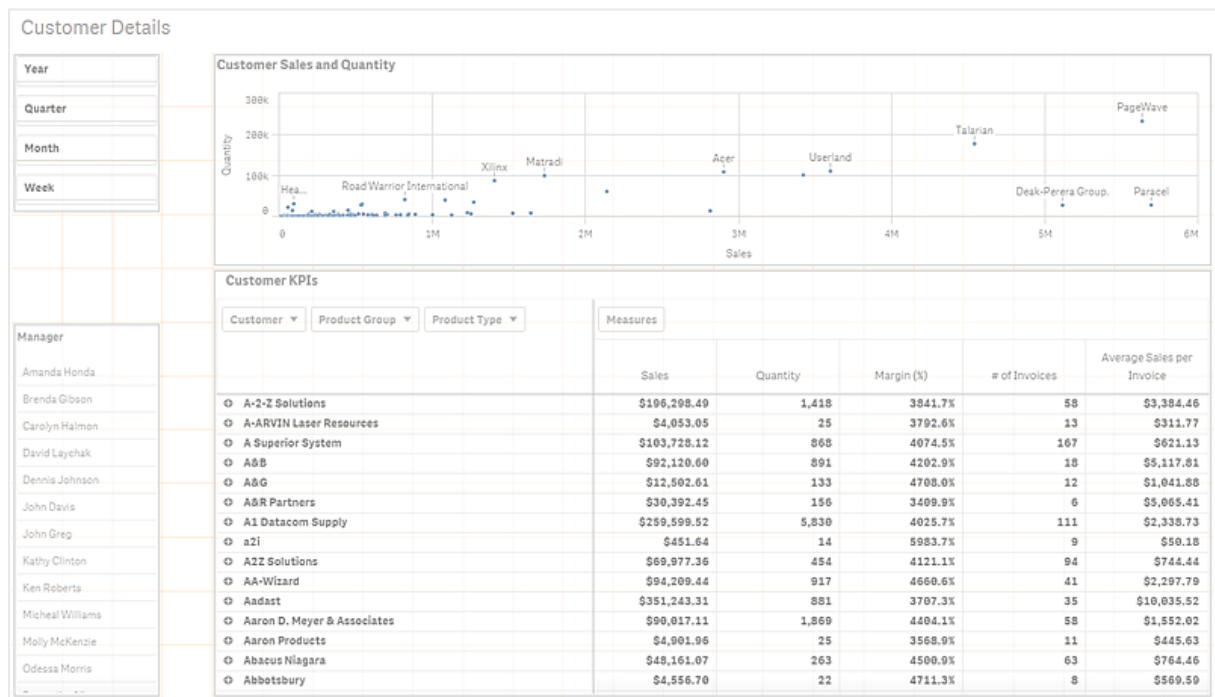 Customer Details
Year
Quarter
Month
Week
Customer Sales and Quantity
300k
200k
100k
0
Quantity
PageWave
Talarian
Userland
Acer
Matradi
Xilinx
Road Warrior International
Hea...
Deak-Perera Group.
Paracel
0 1M 2M 3M 4M 5M 6M
Sales
Manager
Amanda Honda
Brenda Gibson
Carolyn Halmon
David Laychak
Dennis Johnson
John Davis
John Greg
Kathy Clinton
Ken Roberts
Micheal Williams
Molly McKenzie
Odessa Morris
Customer KPIs
Customer Product Group Product Type Measures
Sales Quantity Margin (%) # of Invoices Average Sales per Invoice
A-2-Z Solutions $196,298.49 1,418 3841.7% 58 $3,384.46
A-ARVIN Laser Resources $4,053.05 25 3792.6% 13 $311.77
A Superior System $103,728.12 868 4074.5% 167 $621.13
A&B $92,120.60 891 4202.9% 18 $5,117.81
A&G $12,502.61 133 4708.0% 12 $1,041.88
A&R Partners $30,392.45 156 3409.9% 6 $5,065.41
A1 Datacom Supply $259,599.52 5,830 4025.7% 111 $2,338.73
a2i $451.64 14 5983.7% 9 $50.18
A2Z Solutions $69,977.36 454 4121.1% 94 $744.44
AA-Wizard $94,209.44 917 4660.6% 41 $2,297.79
Aadast $351,243.31 881 3707.3% 35 $10,035.52
Aaron D. Meyer & Associates $90,017.11 1,869 4404.1% 58 $1,552.02
Aaron Products $4,901.96 25 3568.9% 11 $445.63
Abacus Niagara $48,161.07 263 4500.9% 63 $764.46
Abbotsbury $4,556.70 22 4711.3% 8 $569.59